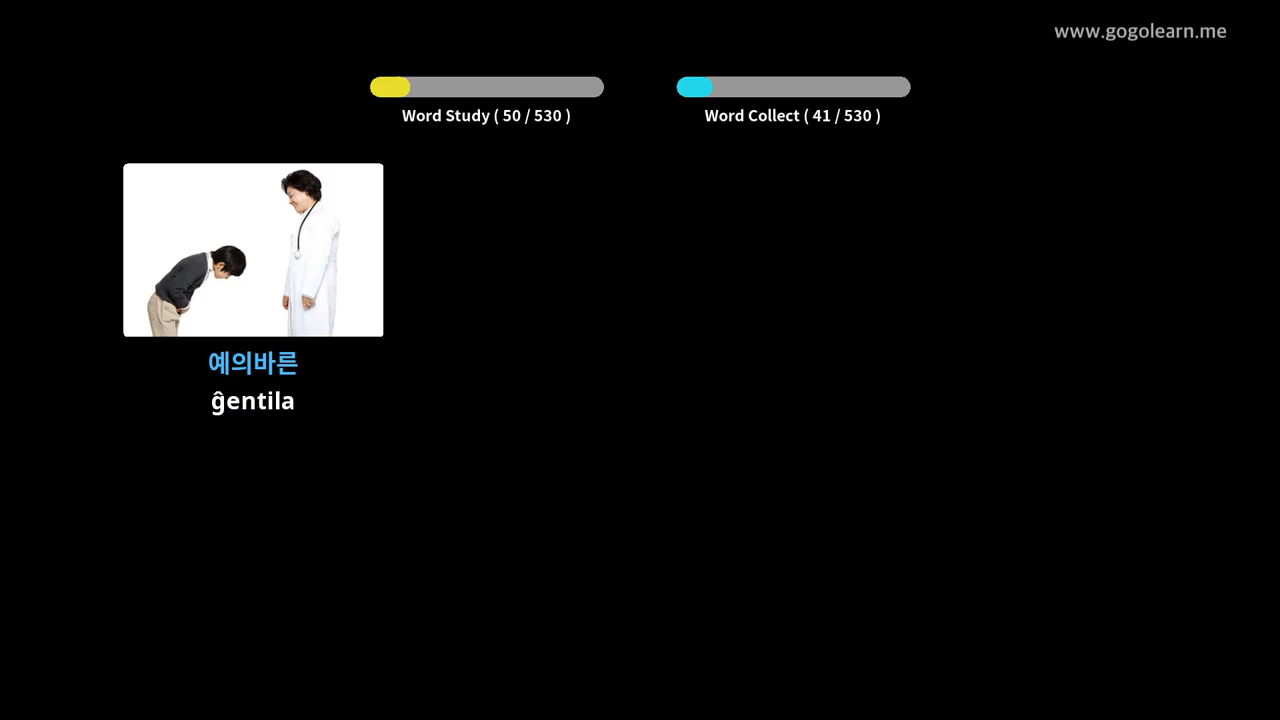 www.gogolearn.me
Word Study ( 50 / 530 )
Word Collect ( 41 / 530 )
예의바른
ĝentila